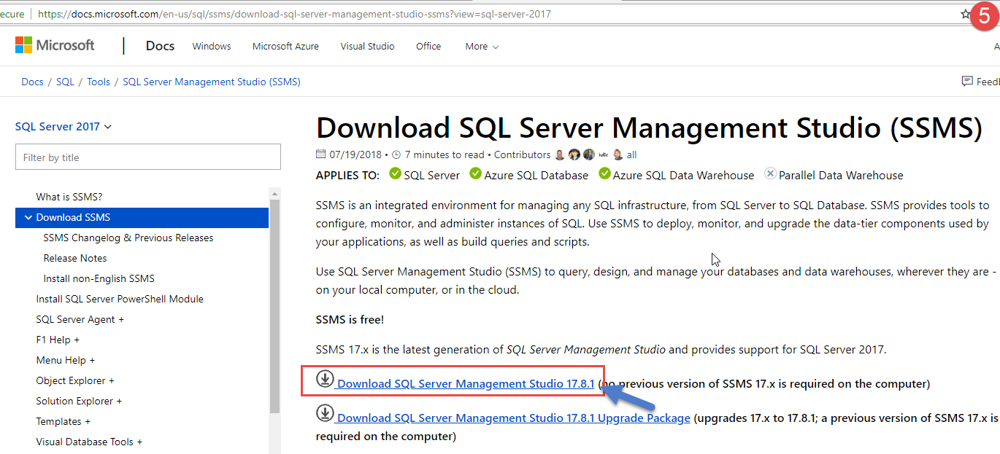 ecure https://docs.microsoft.com/en-us/sql/ssms/download-sql-server-management-studio-ssms?view=sql-server-2017
5
Microsoft Docs Windows Microsoft Azure Visual Studio Office More
Docs / SQL / Tools / SQL Server Management Studio (SSMS)
SQL Server 2017
Filter by title
What is SSMS?
Download SSMS
SSMS Changelog & Previous Releases
Release Notes
Install non-English SSMS
Install SQL Server PowerShell Module
SQL Server Agent +
F1 Help +
Menu Help +
Object Explorer +
Solution Explorer +
Templates +
Visual Database Tools +
Download SQL Server Management Studio (SSMS)
07/19/2018 • 7 minutes to read • Contributors all
APPLIES TO: SQL Server Azure SQL Database Azure SQL Data Warehouse Parallel Data Warehouse
SSMS is an integrated environment for managing any SQL infrastructure, from SQL Server to SQL Database. SSMS provides tools to
configure, monitor, and administer instances of SQL. Use SSMS to deploy, monitor, and upgrade the data-tier components used by
your applications, as well as build queries and scripts.
Use SQL Server Management Studio (SSMS) to query, design, and manage your databases and data warehouses, wherever they are -
on your local computer, or in the cloud.
SSMS is free!
SSMS 17.x is the latest generation of SQL Server Management Studio and provides support for SQL Server 2017.
Download SQL Server Management Studio 17.8.1 (no previous version of SSMS 17.x is required on the computer)
Download SQL Server Management Studio 17.8.1 Upgrade Package (upgrades 17.x to 17.8.1; a previous version of SSMS 17.x is
required on the computer)